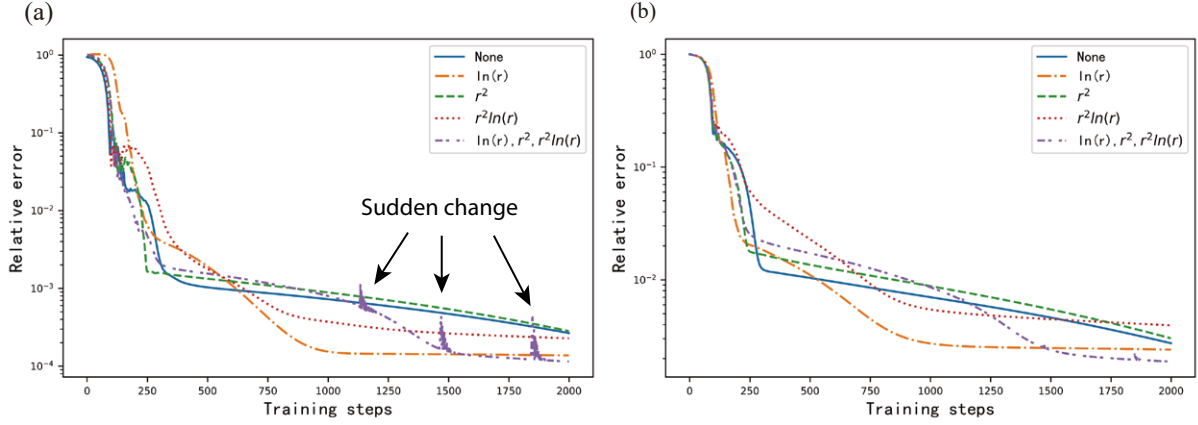 (a)
10⁰
10⁻¹
10⁻²
10⁻³
10⁻⁴
Relative error
None
ln(r)
r²
r²ln(r)
ln(r), r², r²ln(r)
Sudden change
0 250 500 750 1000 1250 1500 1750 2000
Training steps
(b)
10⁰
10⁻¹
10⁻²
Relative error
None
ln(r)
r²
r²ln(r)
ln(r), r², r²ln(r)
0 250 500 750 1000 1250 1500 1750 2000
Training steps